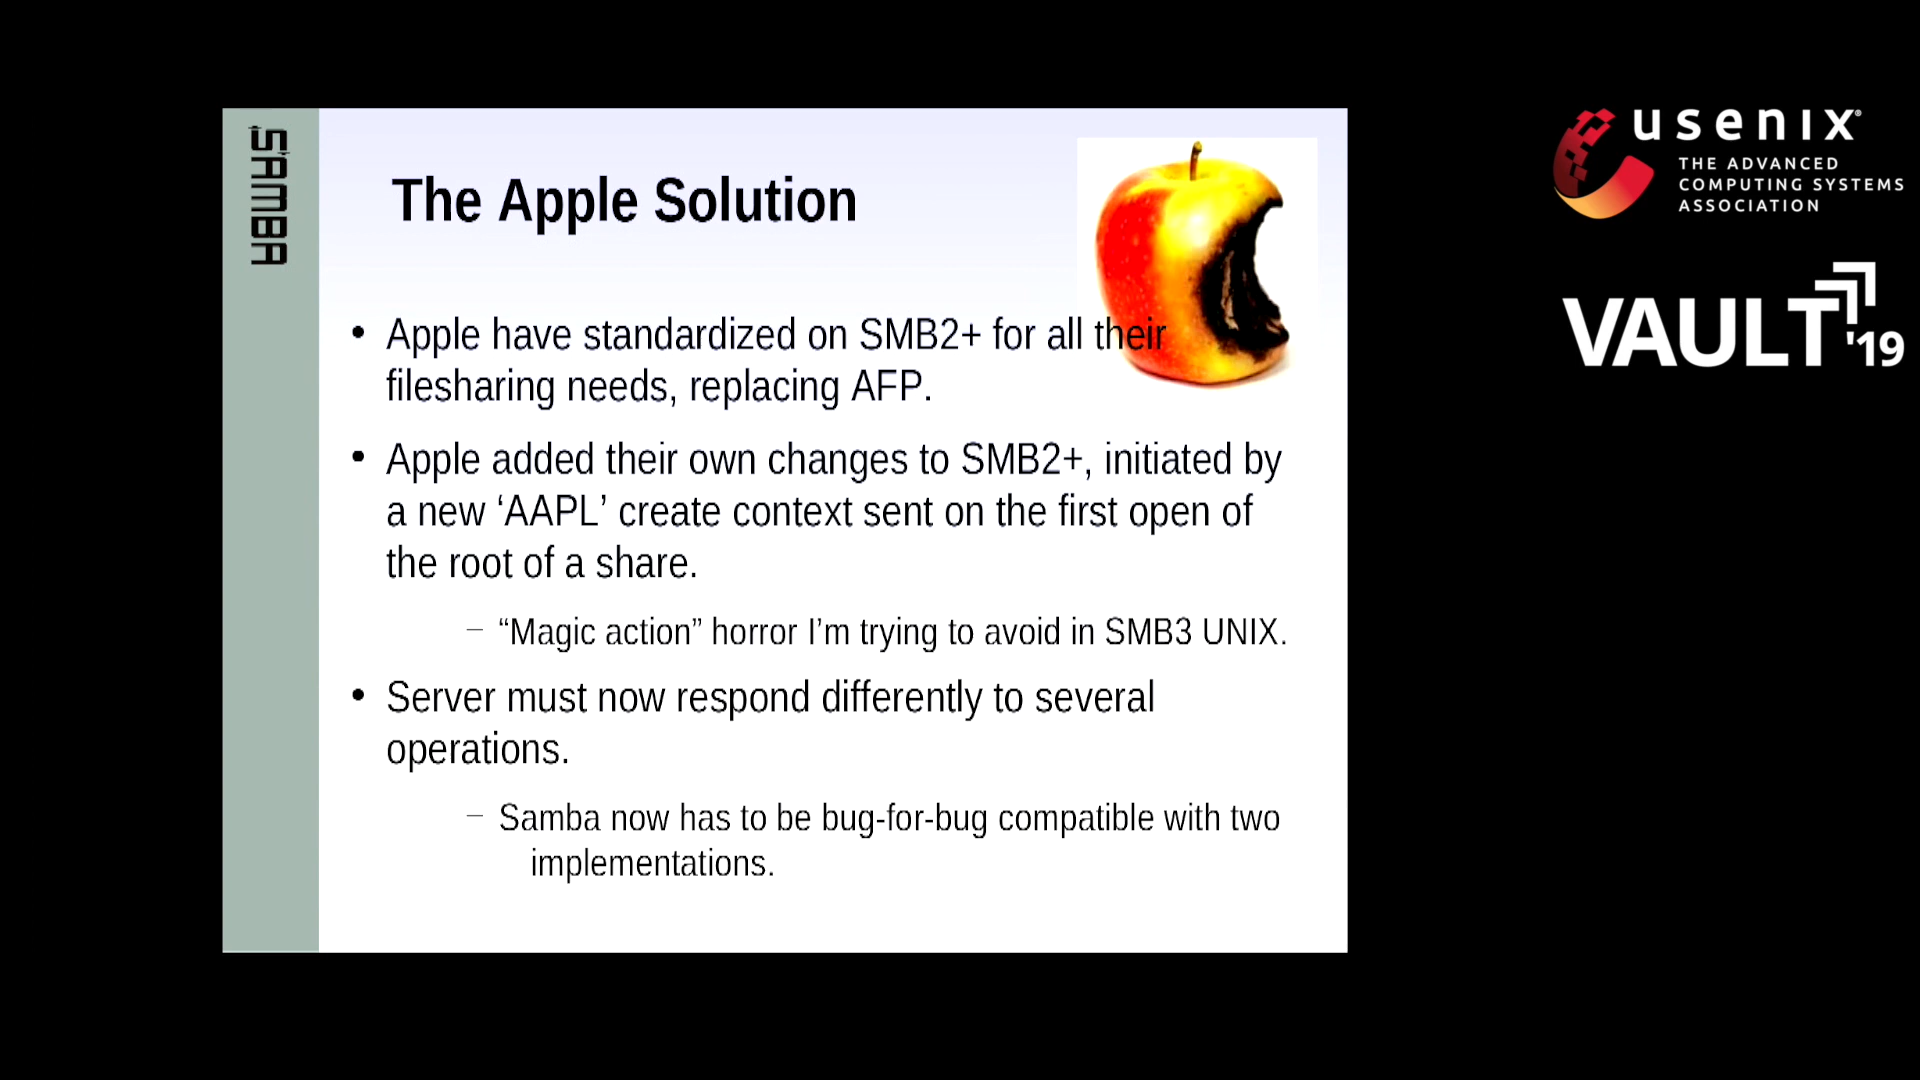 SAMBA
The Apple Solution
• Apple have standardized on SMB2+ for all their
filesharing needs, replacing AFP.
• Apple added their own changes to SMB2+, initiated by
a new ‘AAPL’ create context sent on the first open of
the root of a share.
– “Magic action” horror I’m trying to avoid in SMB3 UNIX.
• Server must now respond differently to several
operations.
– Samba now has to be bug-for-bug compatible with two
implementations.
usenix®
THE ADVANCED
COMPUTING SYSTEMS
ASSOCIATION
VAULT '19